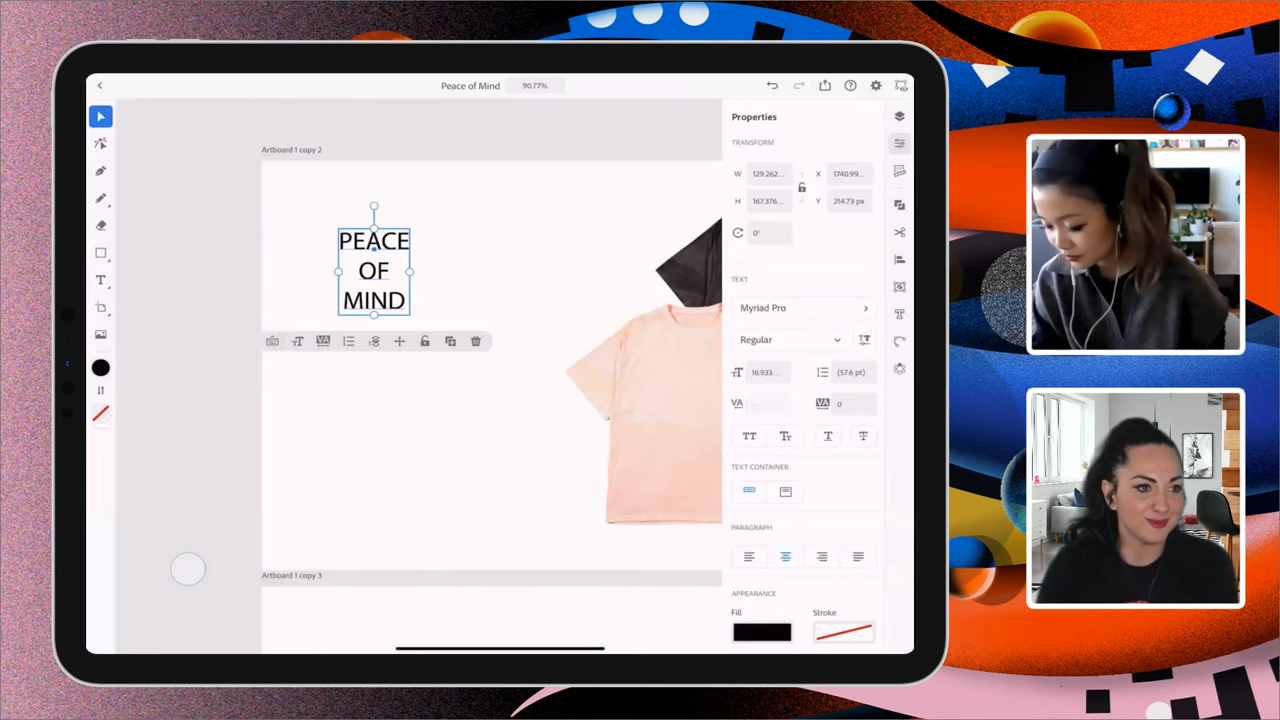 Peace of Mind
90.77%
Artboard 1 copy 2
PEACE
OF
MIND
Artboard 1 copy 3
Properties
TRANSFORM
W 129.262... X 1740.99...
H 167.376... Y 214.73 px
0°
TEXT
Myriad Pro
Regular
16.933... (57.6 pt)
VA -- VA 0
TEXT CONTAINER
PARAGRAPH
APPEARANCE
Fill Stroke